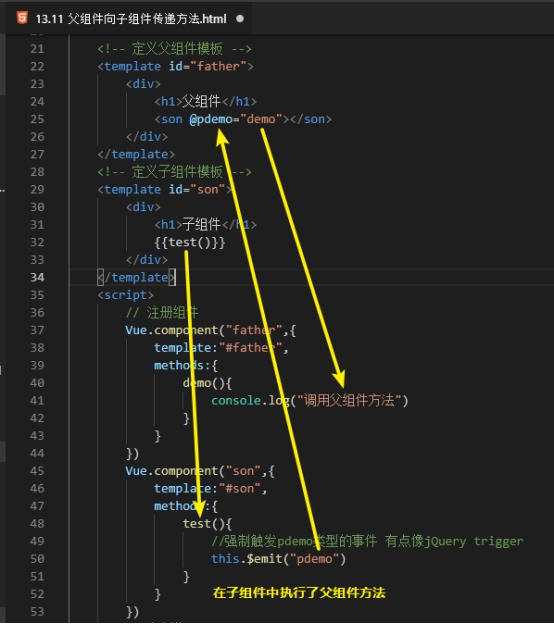 13.11 父组件向子组件传递方法.html
20
21 <!-- 定义父组件模板 -->
22 <template id="father">
23 <div>
24 <h1>父组件</h1>
25 <son @pdemo="demo"></son>
26 </div>
27 </template>
28 <!-- 定义子组件模板 -->
29 <template id="son">
30 <div>
31 <h1>子组件</h1>
32 {{test()}}
33 </div>
34 </template>
35 <script>
36 // 注册组件
37 Vue.component("father",{
38 template:"#father",
39 methods:{
40 demo(){
41 console.log("调用父组件方法")
42 }
43 }
44 })
45 Vue.component("son",{
46 template:"#son",
47 methods:{
48 test(){
49 //强制触发pdemo类型的事件 有点像jQuery trigger
50 this.$emit("pdemo")
51 }
52 } 在子组件中执行了父组件方法
53 })